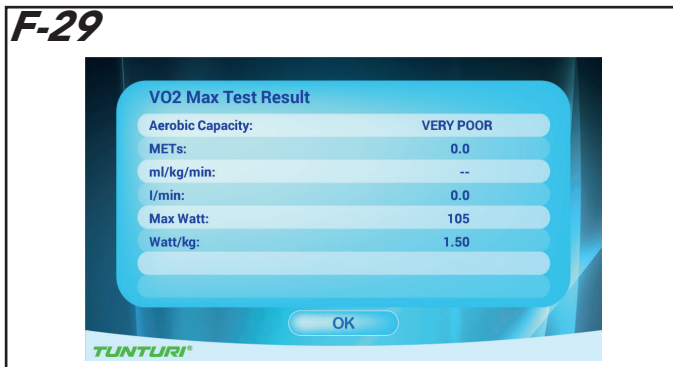 F-29
VO2 Max Test Result
Aerobic Capacity: VERY POOR
METs: 0.0
ml/kg/min: --
l/min: 0.0
Max Watt: 105
Watt/kg: 1.50
OK
TUNTURI®